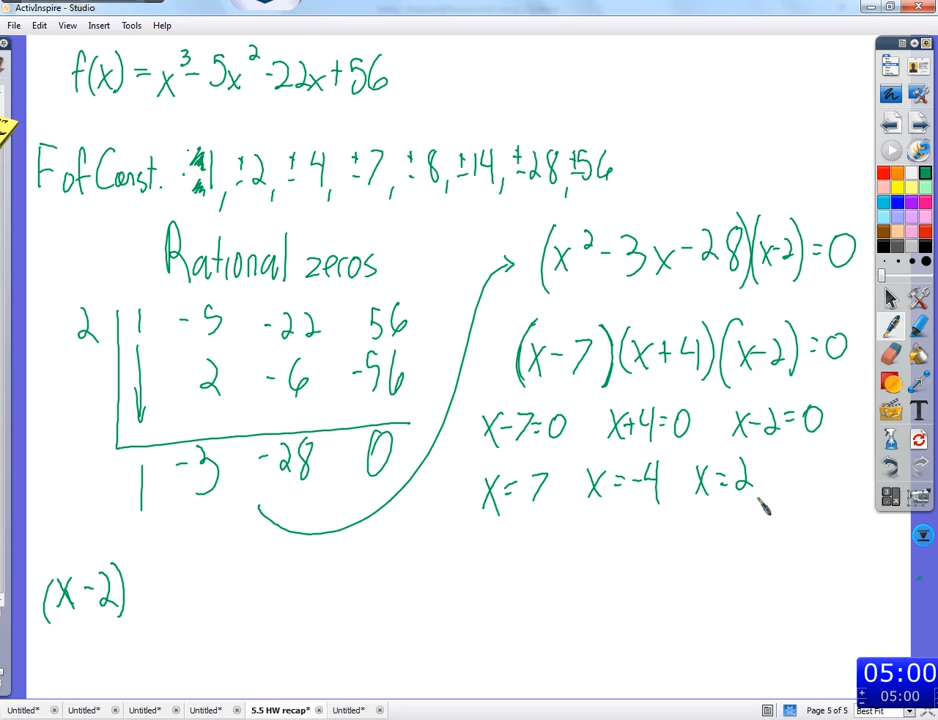 ActivInspire - Studio
File Edit View Insert Tools Help
f(x) = x³ - 5x² - 22x + 56
F of Const. : 1, ±2, ±4, ±7, ±8, ±14, ±28, ±56
Rational zeros
2 1 -5 -22 56
2 -6 -56
1 -3 -28 0
(x - 2)
(x² - 3x - 28)(x - 2) = 0
(x - 7)(x + 4)(x - 2) = 0
x - 7 = 0 x + 4 = 0 x - 2 = 0
x = 7 x = -4 x = 2
T
05:00
05:00
Untitled* Untitled* Untitled* Untitled* 5.5 HW recap* Untitled* Page 5 of 5 Best Fit